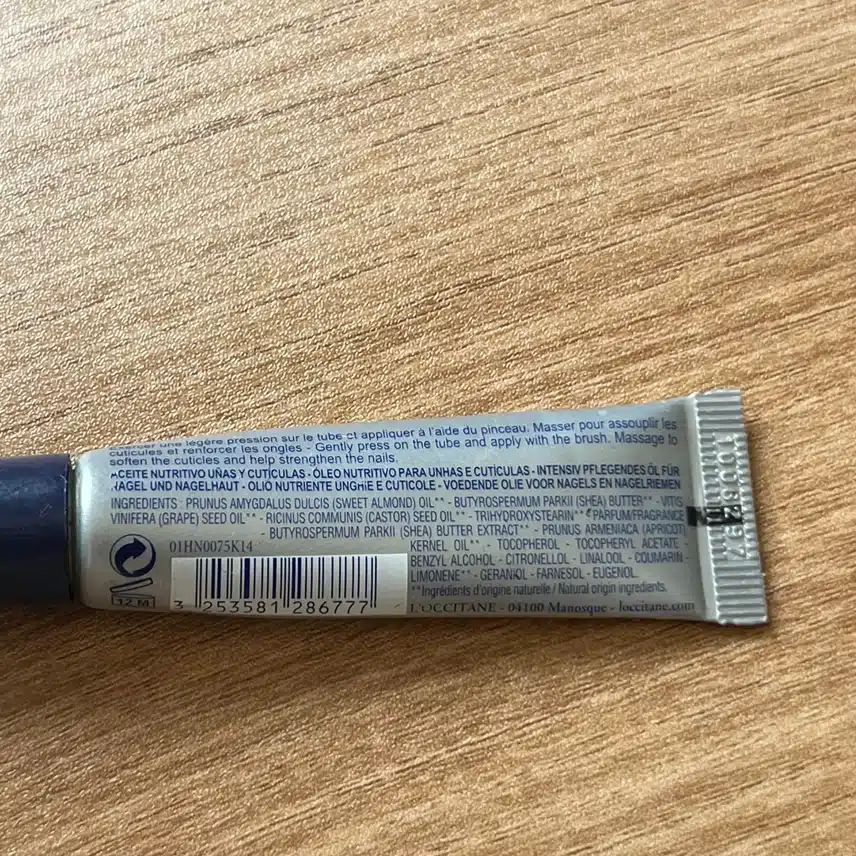 Exercer une légère pression sur le tube et appliquer à l'aide du pinceau. Masser pour assouplir les
cuticules et renforcer les ongles - Gently press on the tube and apply with the brush. Massage to
soften the cuticles and help strengthen the nails.
ACEITE NUTRITIVO UÑAS Y CUTÍCULAS - ÓLEO NUTRITIVO PARA UNHAS E CUTÍCULAS - INTENSIV PFLEGENDES ÖL FÜR
NAGEL UND NAGELHAUT - OLIO NUTRIENTE UNGHIE E CUTICOLE - VOEDENDE OLIE VOOR NAGELS EN NAGELRIEMEN
INGREDIENTS : PRUNUS AMYGDALUS DULCIS (SWEET ALMOND) OIL** - BUTYROSPERMUM PARKII (SHEA) BUTTER** - VITIS
VINIFERA (GRAPE) SEED OIL** - RICINUS COMMUNIS (CASTOR) SEED OIL** - TRIHYDROXYSTEARIN** - PARFUM/FRAGRANCE
- BUTYROSPERMUM PARKII (SHEA) BUTTER EXTRACT** - PRUNUS ARMENIACA (APRICOT)
KERNEL OIL** - TOCOPHEROL - TOCOPHERYL ACETATE -
BENZYL ALCOHOL - CITRONELLOL - LINALOOL - COUMARIN -
LIMONENE** - GERANIOL - FARNESOL - EUGENOL
**Ingrédients d'origine naturelle / Natural origin ingredients.
L'OCCITANE - 04100 Manosque - loccitane.com
01HN0075K14
12 M
3 253581 286777